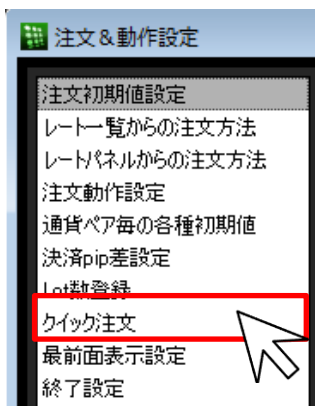 注文＆動作設定
注文初期値設定
レート一覧からの注文方法
レートパネルからの注文方法
注文動作設定
通貨ペア毎の各種初期値
決済pip差設定
Lot数登録
クイック注文
最前面表示設定
終了設定